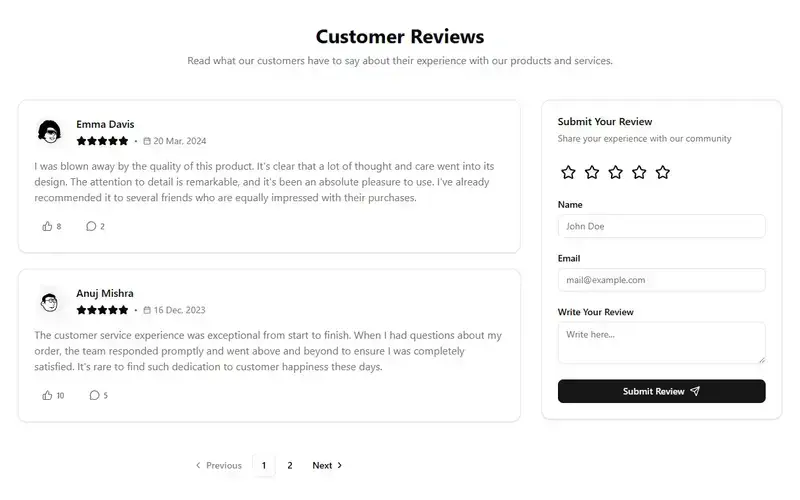 Customer Reviews
Read what our customers have to say about their experience with our products and services.
Emma Davis
• 20 Mar, 2024
I was blown away by the quality of this product. It's clear that a lot of thought and care went into its
design. The attention to detail is remarkable, and it's been an absolute pleasure to use. I've already
recommended it to several friends who are equally impressed with their purchases.
8 2
Anuj Mishra
• 16 Dec, 2023
The customer service experience was exceptional from start to finish. When I had questions about my
order, the team responded promptly and went above and beyond to ensure I was completely
satisfied. It's rare to find such dedication to customer happiness these days.
10 5
Previous 1 2 Next
Submit Your Review
Share your experience with our community
Name
John Doe
Email
mail@example.com
Write Your Review
Write here...
Submit Review